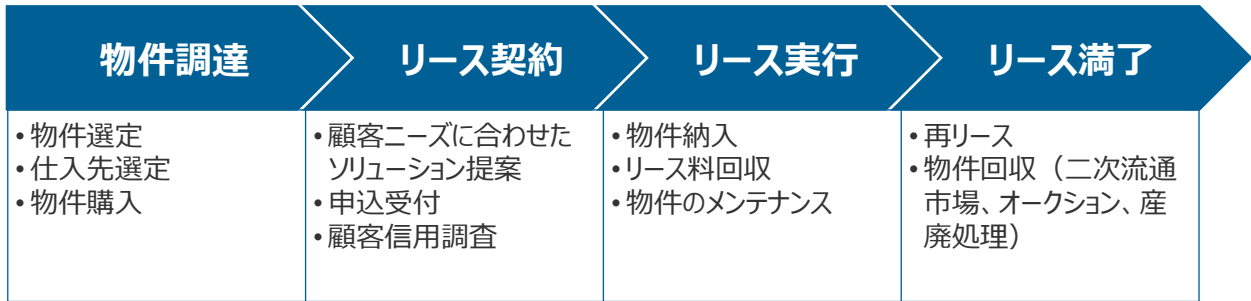 物件調達
リース契約
リース実行
リース満了
• 物件選定
• 仕入先選定
• 物件購入
• 顧客ニーズに合わせた
ソリューション提案
• 申込受付
• 顧客信用調査
• 物件納入
• リース料回収
• 物件のメンテナンス
• 再リース
• 物件回収（二次流通
市場、オークション、産
廃処理）